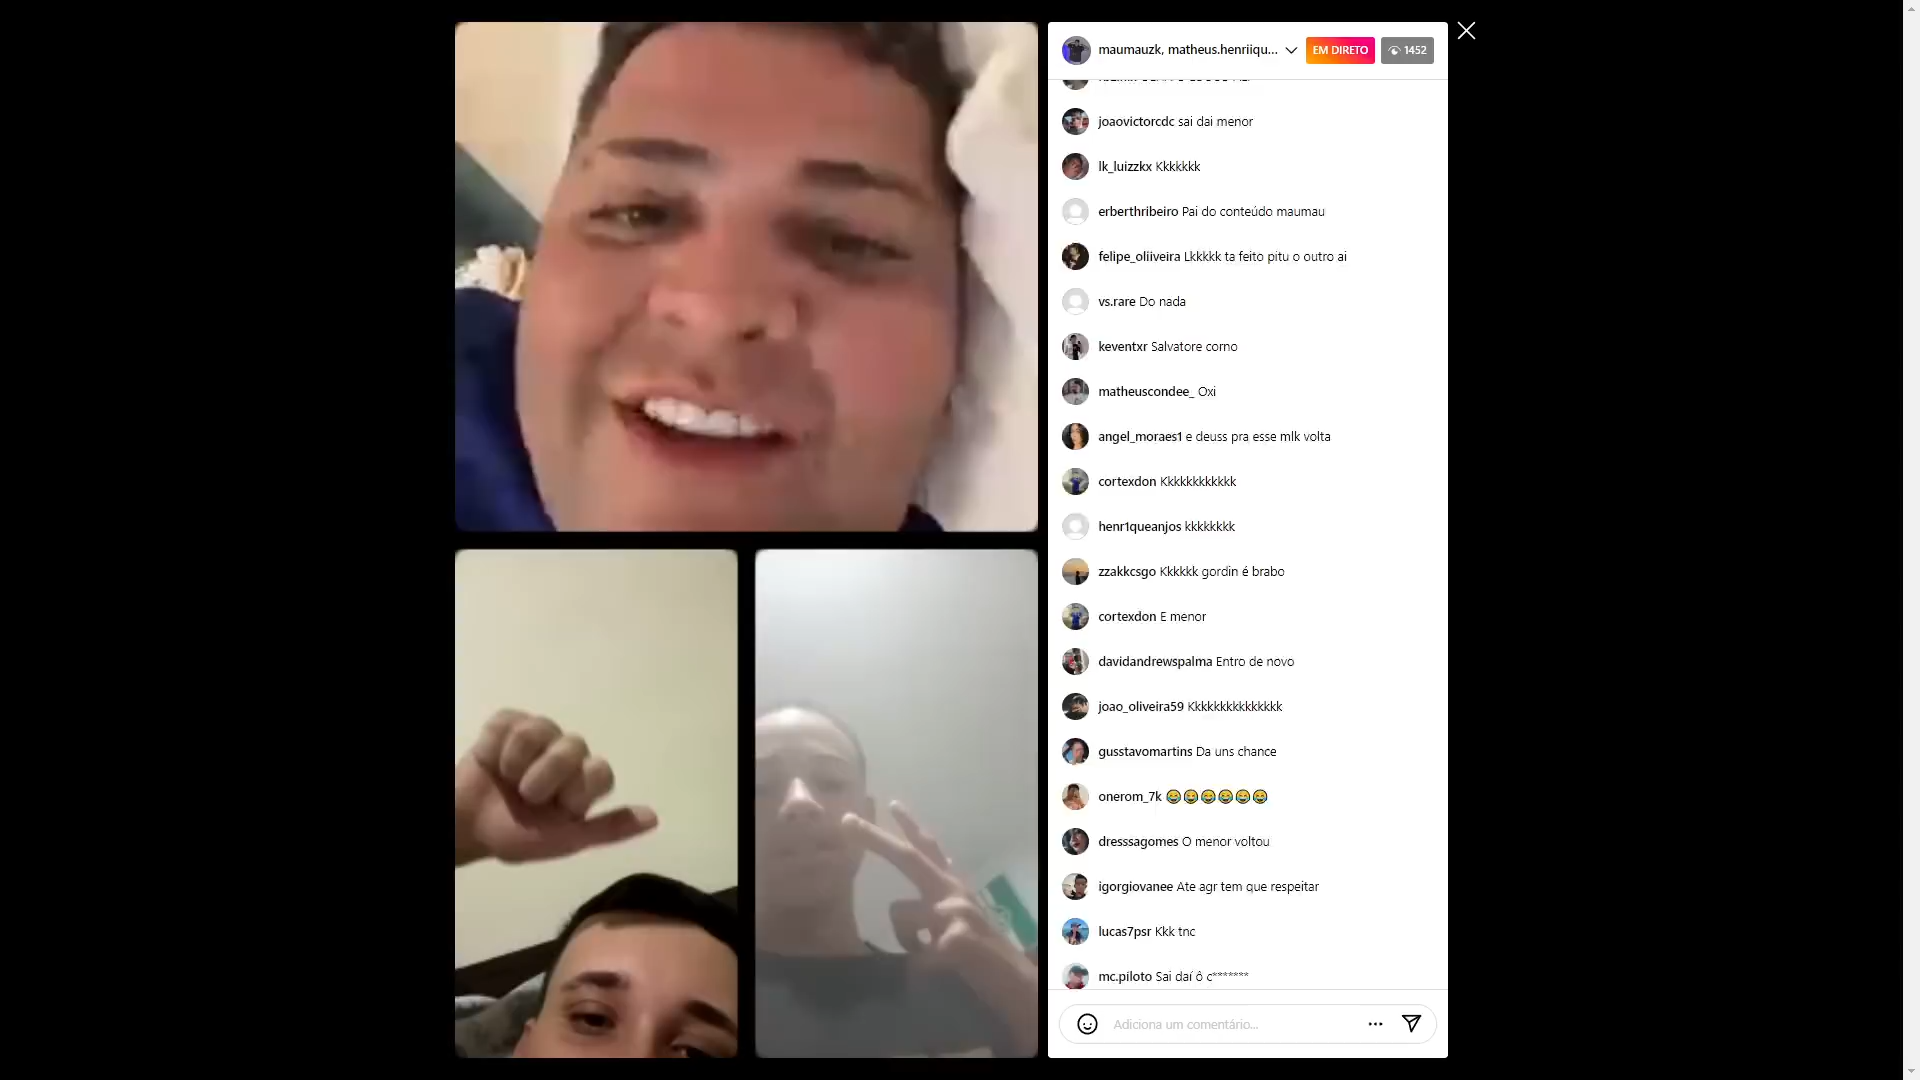 maumauzk, matheus.henriiqu...
EM DIRETO
1452
joaovictorcdc sai dai menor
lk_luizzkx Kkkkkkk
erberthribeiro Pai do conteúdo maumau
felipe_oliiveira Lkkkkk ta feito pitu o outro ai
vs.rare Do nada
keventxr Salvatore corno
matheuscondee_ Oxi
angel_moraes1 e deuss pra esse mlk volta
cortexdon Kkkkkkkkkkkk
henr1queanjos kkkkkkkk
zzakkcsgo Kkkkkk gordin é brabo
cortexdon E menor
davidandrewspalma Entro de novo
joao_oliveira59 Kkkkkkkkkkkkkkk
gusstavomartins Da uns chance
onerom_7k 😂😂😂😂😂😂
dresssagomes O menor voltou
igorgiovanee Ate agr tem que respeitar
lucas7psr Kkk tnc
mc.piloto Sai daí ô c*******
Adiciona um comentário...